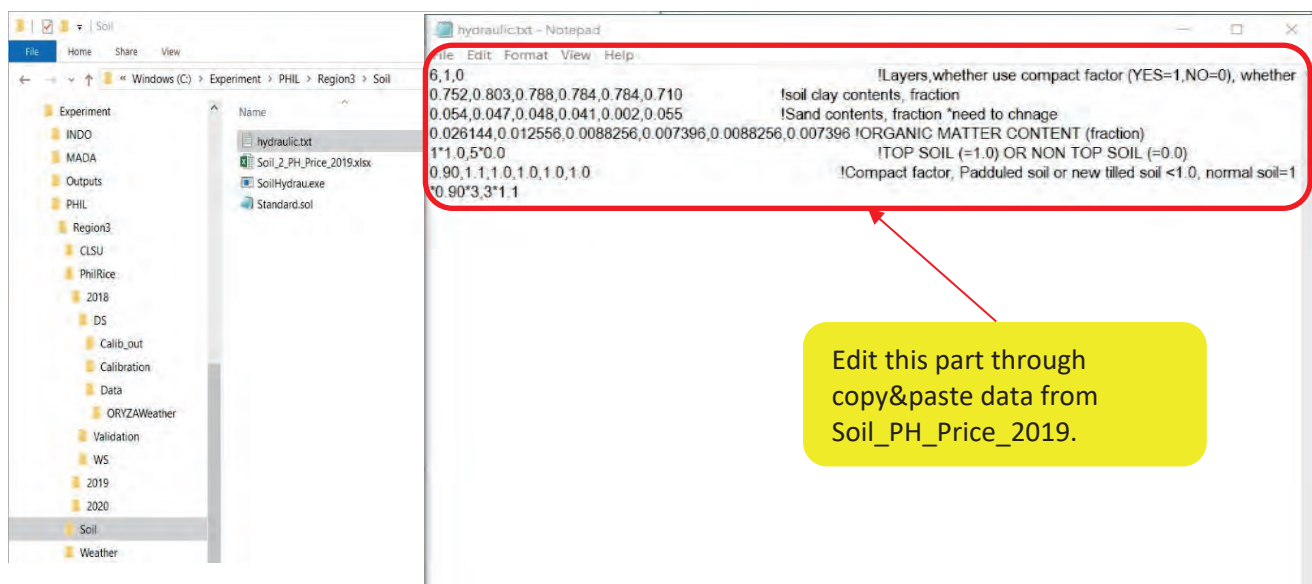 Soil
File Home Share View
« Windows (C:) > Experiment > PHIL > Region3 > Soil
Experiment
INDO
MADA
Outputs
PHIL
Region3
CLSU
PhilRice
2018
DS
Calib_out
Calibration
Data
ORYZAWeather
Validation
WS
2019
2020
Soil
Weather
Name
hydraulic.txt
Soil_2_PH_Price_2019.xlsx
SoilHydrau.exe
Standard.sol
hydraulic.txt - Notepad
File Edit Format View Help
6,1,0 !Layers,whether use compact factor (YES=1,NO=0), whether
0.752,0.803,0.788,0.784,0.784,0.710 !soil clay contents, fraction
0.054,0.047,0.048,0.041,0.002,0.055 !Sand contents, fraction *need to chnage
0.026144,0.012556,0.0088256,0.007396,0.0088256,0.007396 !ORGANIC MATTER CONTENT (fraction)
1*1.0,5*0.0 !TOP SOIL (=1.0) OR NON TOP SOIL (=0.0)
0.90,1.1,1.0,1.0,1.0,1.0 !Compact factor, Padduled soil or new tilled soil <1.0, normal soil=1
*0.90*3,3*1.1
Edit this part through
copy&paste data from
Soil_PH_Price_2019.